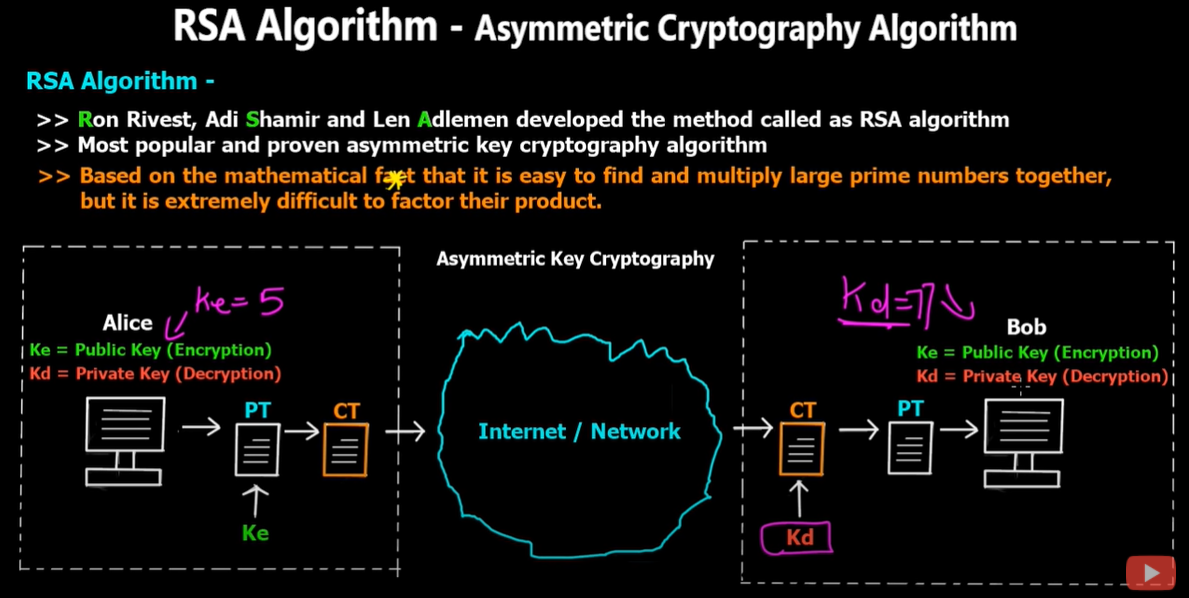 RSA Algorithm - Asymmetric Cryptography Algorithm
RSA Algorithm -
>> Ron Rivest, Adi Shamir and Len Adlemen developed the method called as RSA algorithm
>> Most popular and proven asymmetric key cryptography algorithm
>> Based on the mathematical fact that it is easy to find and multiply large prime numbers together,
but it is extremely difficult to factor their product.
Asymmetric Key Cryptography
Ke = 5
Alice
Ke = Public Key (Encryption)
Kd = Private Key (Decryption)
PT
CT
Ke
Internet / Network
Kd = 77
Bob
Ke = Public Key (Encryption)
Kd = Private Key (Decryption)
CT
PT
Kd